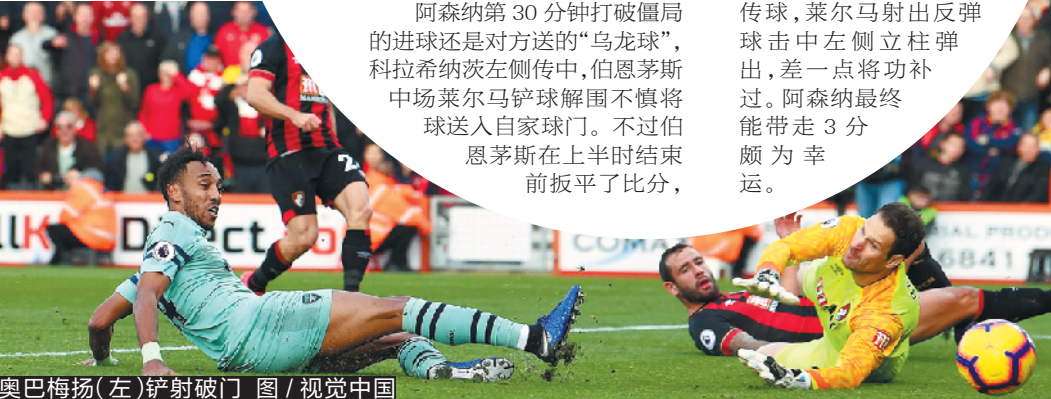 阿森纳第 30 分钟打破僵局
的进球还是对方送的“乌龙球”，
科拉希纳茨左侧传中，伯恩茅斯
中场莱尔马铲球解围不慎将
球送入自家球门。不过伯
恩茅斯在上半时结束
前扳平了比分，
传球，莱尔马射出反弹
球击中左侧立柱弹
出，差一点将功补
过。阿森纳最终
能带走 3 分
颇为幸
运。
6841
奥巴梅扬（左）铲射破门 图 / 视觉中国